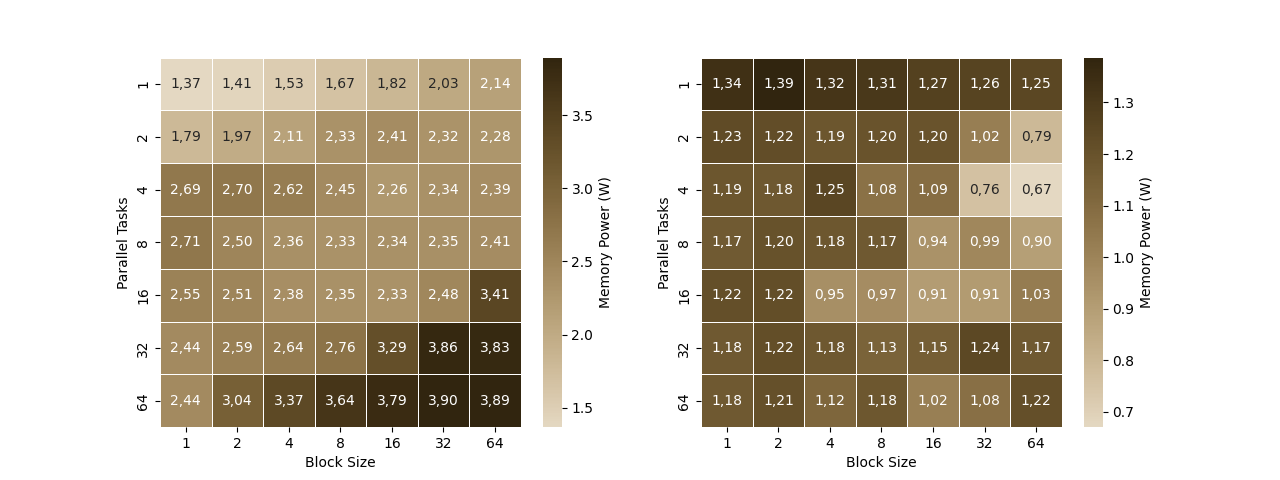 1 1,37 1,41 1,53 1,67 1,82 2,03 2,14
2 1,79 1,97 2,11 2,33 2,41 2,32 2,28
4 2,69 2,70 2,62 2,45 2,26 2,34 2,39
8 2,71 2,50 2,36 2,33 2,34 2,35 2,41
16 2,55 2,51 2,38 2,35 2,33 2,48 3,41
32 2,44 2,59 2,64 2,76 3,29 3,86 3,83
64 2,44 3,04 3,37 3,64 3,79 3,90 3,89
1 2 4 8 16 32 64
Block Size
Parallel Tasks
3.5
3.0
2.5
2.0
1.5
Memory Power (W)
1 1,34 1,39 1,32 1,31 1,27 1,26 1,25
2 1,23 1,22 1,19 1,20 1,20 1,02 0,79
4 1,19 1,18 1,25 1,08 1,09 0,76 0,67
8 1,17 1,20 1,18 1,17 0,94 0,99 0,90
16 1,22 1,22 0,95 0,97 0,91 0,91 1,03
32 1,18 1,22 1,18 1,13 1,15 1,24 1,17
64 1,18 1,21 1,12 1,18 1,02 1,08 1,22
1 2 4 8 16 32 64
Block Size
Parallel Tasks
1.3
1.2
1.1
1.0
0.9
0.8
0.7
Memory Power (W)